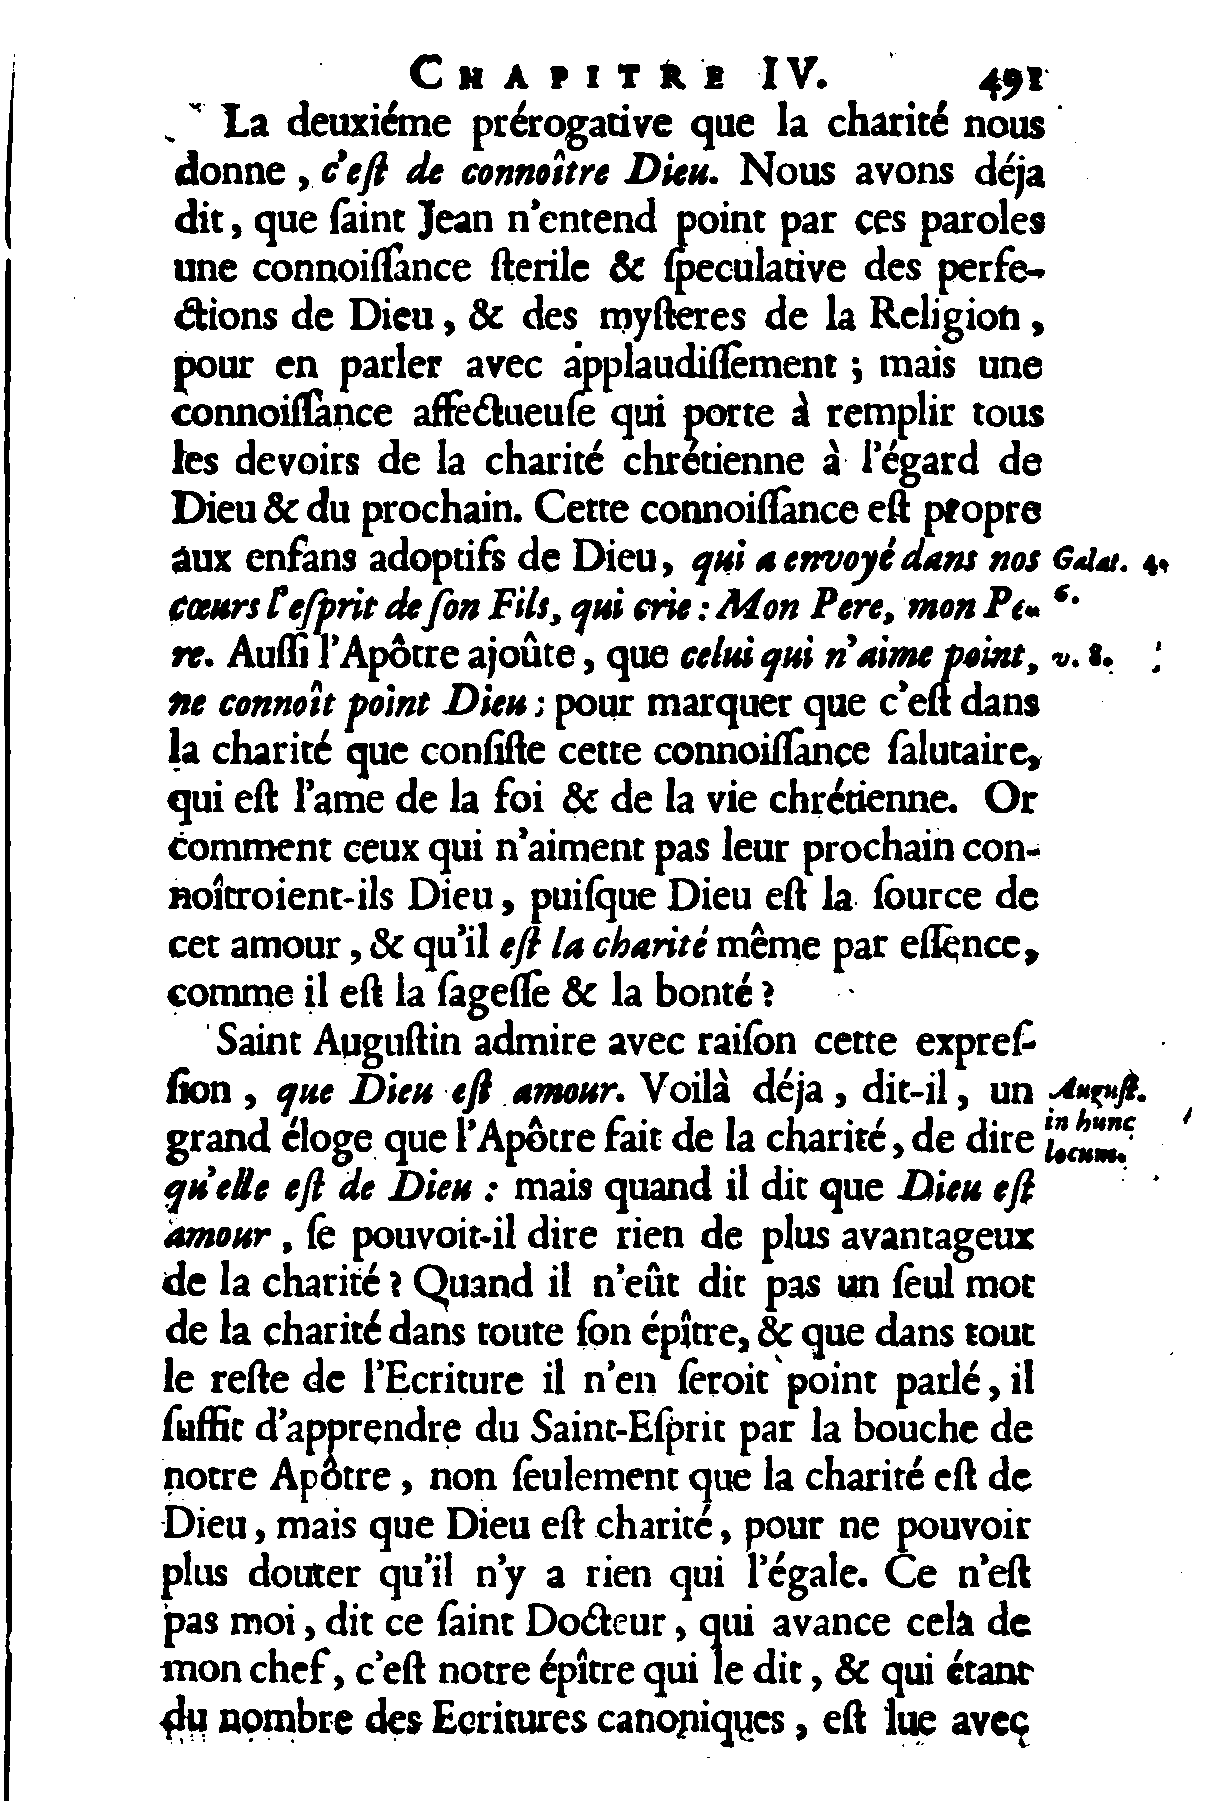 CHAPITRE IV. 491
La deuxiéme prérogative que la charité nous
donne, c'eſt de connoître Dieu. Nous avons déja
dit, que ſaint Jean n'entend point par ces paroles
une connoiſſance ſterile & ſpeculative des perfe-
ctions de Dieu, & des myſteres de la Religion,
pour en parler avec applaudiſſement; mais une
connoiſſance affectueuſe qui porte à remplir tous
les devoirs de la charité chrétienne à l'égard de
Dieu & du prochain. Cette connoiſſance eſt propre
aux enfans adoptifs de Dieu, qui a envoyé dans nos
Galat. 4.
cœurs l'eſprit de ſon Fils, qui crie: Mon Pere, mon Pe-
6.
re. Auſſi l'Apôtre ajoûte, que celui qui n'aime point,
v. 8.
ne connoît point Dieu; pour marquer que c'eſt dans
la charité que conſiſte cette connoiſſance ſalutaire,
qui eſt l'ame de la foi & de la vie chrétienne. Or
comment ceux qui n'aiment pas leur prochain con-
noîtroient-ils Dieu, puiſque Dieu eſt la ſource de
cet amour, & qu'il eſt la charité même par eſſence,
comme il eſt la ſageſſe & la bonté?
Saint Auguſtin admire avec raiſon cette expreſ-
ſion, que Dieu eſt amour. Voilà déja, dit-il, un
Auguſt.
grand éloge que l'Apôtre fait de la charité, de dire
in hunc
locum.
qu'elle eſt de Dieu: mais quand il dit que Dieu eſt
amour, ſe pouvoit-il dire rien de plus avantageux
de la charité? Quand il n'eût dit pas un ſeul mot
de la charité dans toute ſon épître, & que dans tout
le reſte de l'Ecriture il n'en ſeroit point parlé, il
ſuffit d'apprendre du Saint-Eſprit par la bouche de
notre Apôtre, non ſeulement que la charité eſt de
Dieu, mais que Dieu eſt charité, pour ne pouvoir
plus douter qu'il n'y a rien qui l'égale. Ce n'eſt
pas moi, dit ce ſaint Docteur, qui avance cela de
mon chef, c'eſt notre épître qui le dit, & qui étant
du nombre des Ecritures canoniques, eſt lue avec